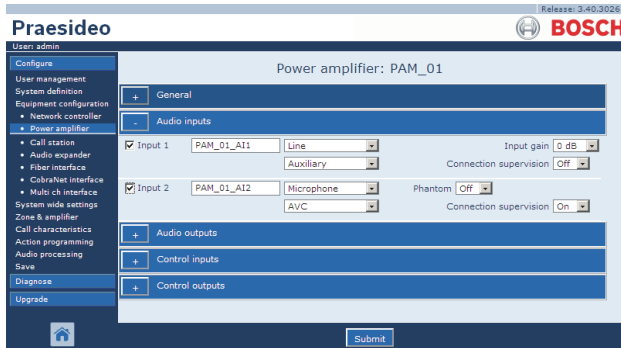 Release: 3.40.3026
Praesideo
BOSCH
User: admin
Configure
User management
System definition
Equipment configuration
• Network controller
• Power amplifier
• Call station
• Audio expander
• Fiber interface
• CobraNet interface
• Multi ch interface
System wide settings
Zone & amplifier
Call characteristics
Action programming
Audio processing
Save
Diagnose
Upgrade
Power amplifier: PAM_01
+ General
- Audio inputs
Input 1 PAM_01_AI1 Line Input gain 0 dB
Auxiliary Connection supervision Off
Input 2 PAM_01_AI2 Microphone Phantom Off
AVC Connection supervision On
+ Audio outputs
+ Control inputs
+ Control outputs
Submit